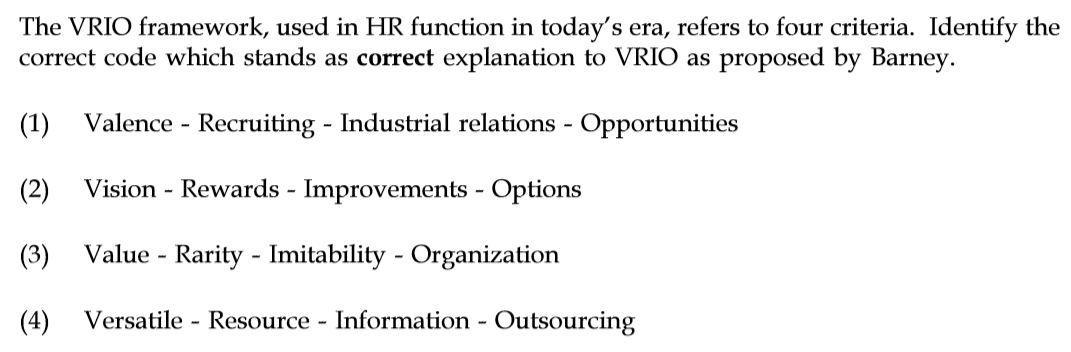 The VRIO framework, used in HR function in today's era, refers to four criteria. Identify the
correct code which stands as correct explanation to VRIO as proposed by Barney.
(1) Valence - Recruiting - Industrial relations - Opportunities
(2) Vision - Rewards - Improvements - Options
(3) Value - Rarity - Imitability - Organization
(4) Versatile - Resource - Information - Outsourcing